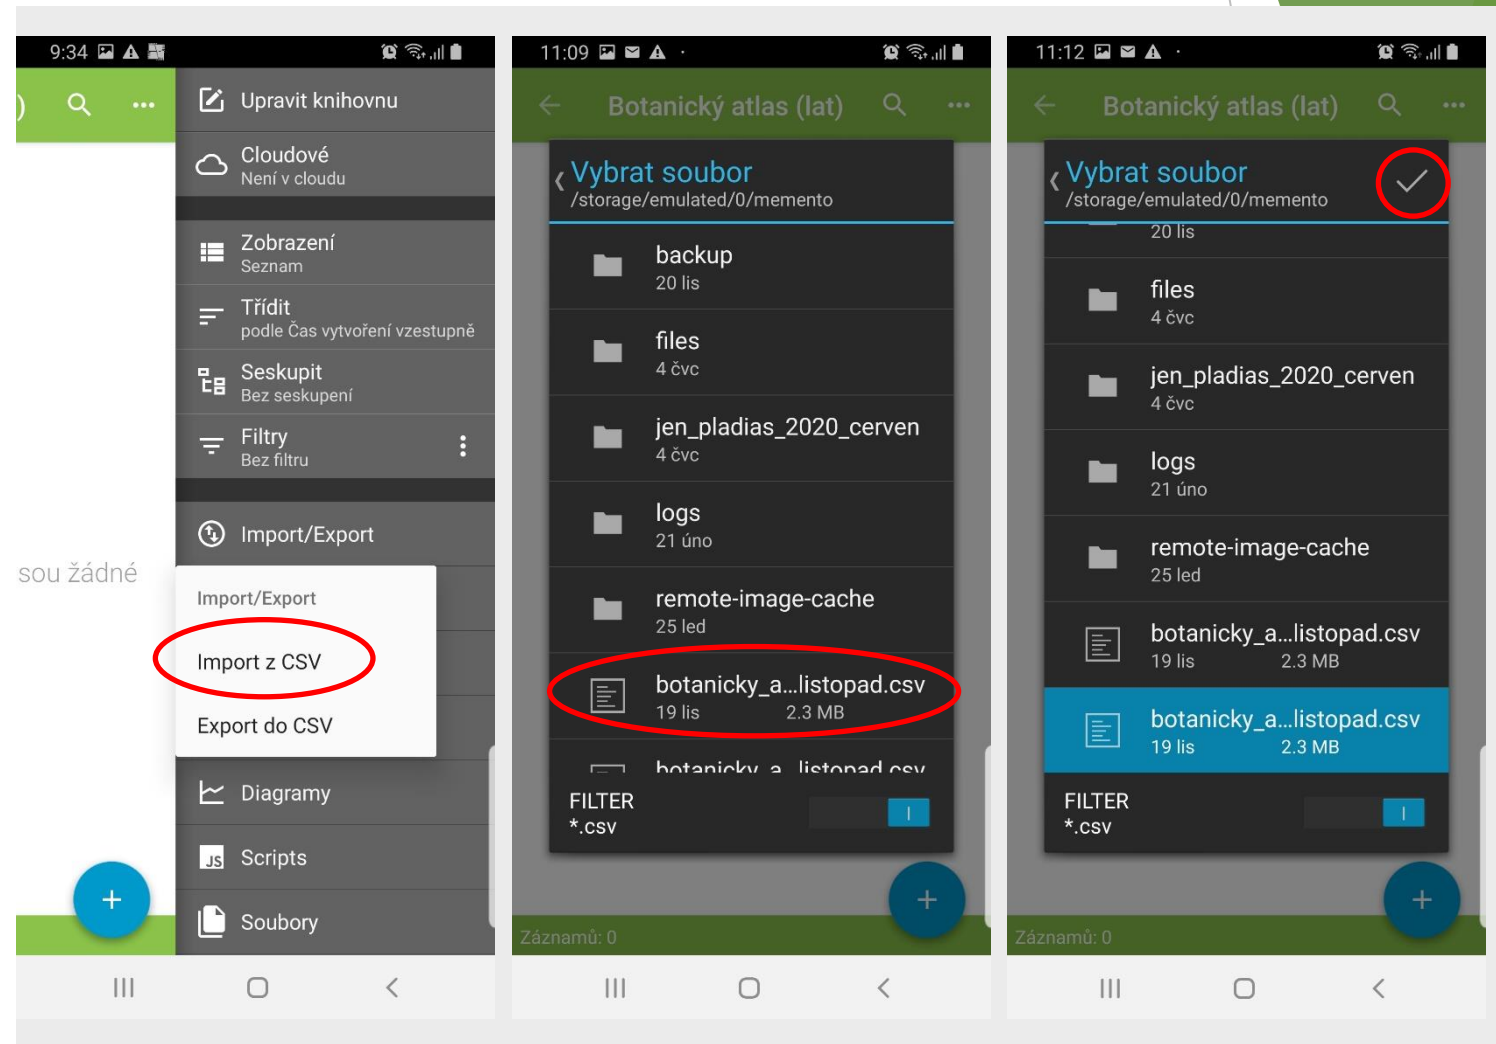 9:34
)
Upravit knihovnu
Cloudové
Není v cloudu
Zobrazení
Seznam
Třídit
podle Čas vytvoření vzestupně
Seskupit
Bez seskupení
Filtry
Bez filtru
Import/Export
sou žádné
Import/Export
Import z CSV
Export do CSV
Diagramy
JS Scripts
Soubory
11:09
Botanický atlas (lat)
Vybrat soubor
/storage/emulated/0/memento
backup
20 lis
files
4 čvc
jen_pladias_2020_cerven
4 čvc
logs
21 úno
remote-image-cache
25 led
botanicky_a...listopad.csv
19 lis 2.3 MB
botanicky_a...listopad.csv
FILTER
*.csv
Záznamů: 0
11:12
Botanický atlas (lat)
Vybrat soubor
/storage/emulated/0/memento
20 lis
files
4 čvc
jen_pladias_2020_cerven
4 čvc
logs
21 úno
remote-image-cache
25 led
botanicky_a...listopad.csv
19 lis 2.3 MB
botanicky_a...listopad.csv
19 lis 2.3 MB
FILTER
*.csv
Záznamů: 0